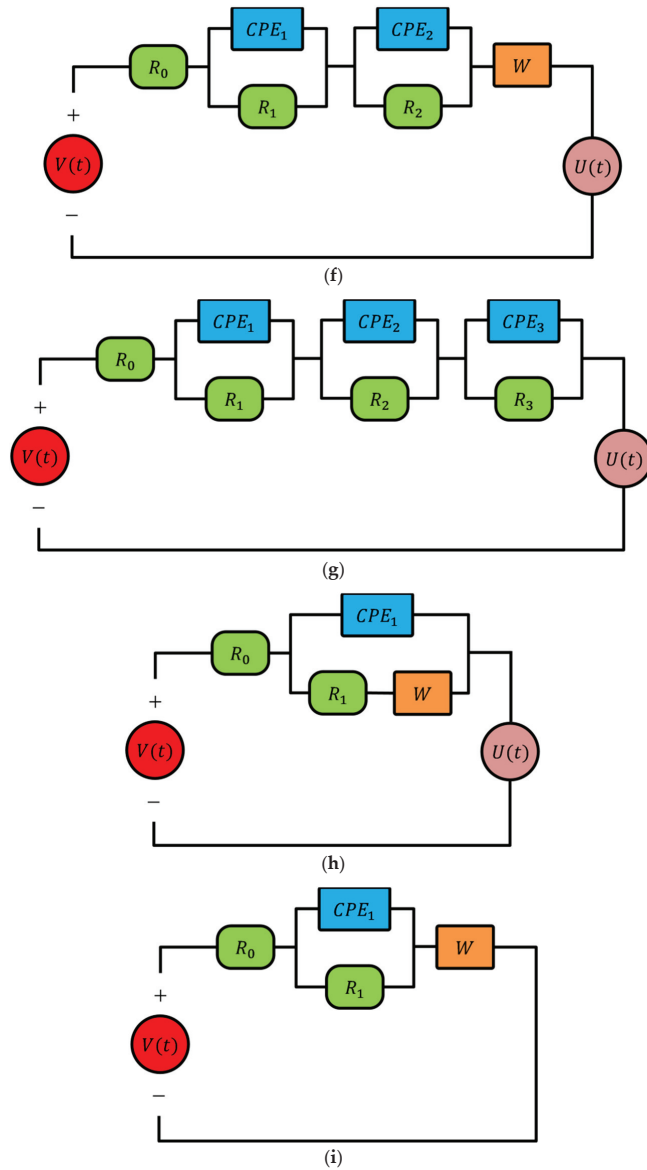 CPE₁ CPE₂
R₀ W
R₁ R₂
+
V(t) U(t)
−
(f)
CPE₁ CPE₂ CPE₃
R₀
R₁ R₂ R₃
+
V(t) U(t)
−
(g)
CPE₁
R₀
R₁ W
+
V(t) U(t)
−
(h)
CPE₁
R₀ W
R₁
+
V(t)
−
(i)